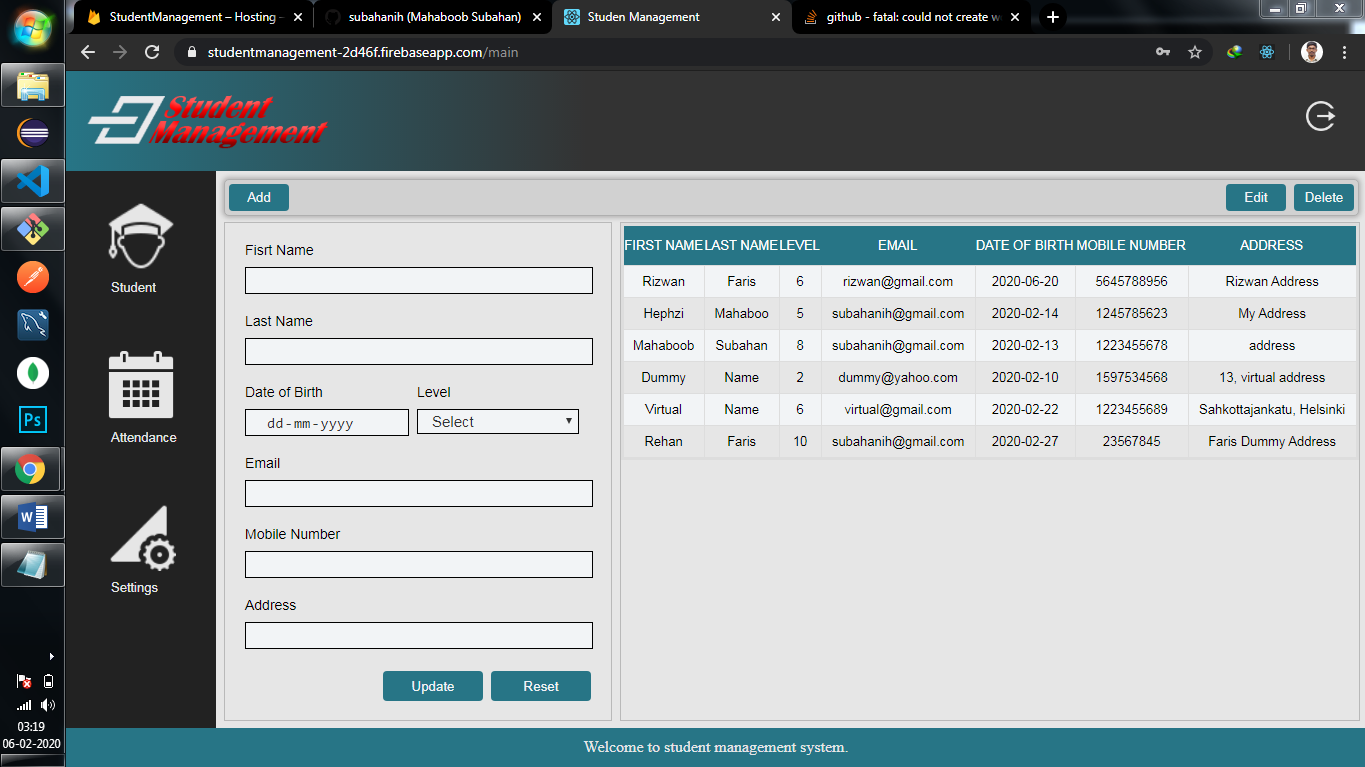 StudentManagement – Hosting –
subahanih (Mahaboob Subahan)
Studen Management
github - fatal: could not create w
studentmanagement-2d46f.firebaseapp.com/main
Student
Management
Student
Attendance
Settings
Add
Edit
Delete
Fisrt Name
Last Name
Date of Birth Level
dd-mm-yyyy Select
Email
Mobile Number
Address
Update Reset
FIRST NAME LAST NAME LEVEL EMAIL DATE OF BIRTH MOBILE NUMBER ADDRESS
Rizwan Faris 6 rizwan@gmail.com 2020-06-20 5645788956 Rizwan Address
Hephzi Mahaboo 5 subahanih@gmail.com 2020-02-14 1245785623 My Address
Mahaboob Subahan 8 subahanih@gmail.com 2020-02-13 1223455678 address
Dummy Name 2 dummy@yahoo.com 2020-02-10 1597534568 13, virtual address
Virtual Name 6 virtual@gmail.com 2020-02-22 1223455689 Sahkottajankatu, Helsinki
Rehan Faris 10 subahanih@gmail.com 2020-02-27 23567845 Faris Dummy Address
Welcome to student management system.
Ps
W
03:19
06-02-2020